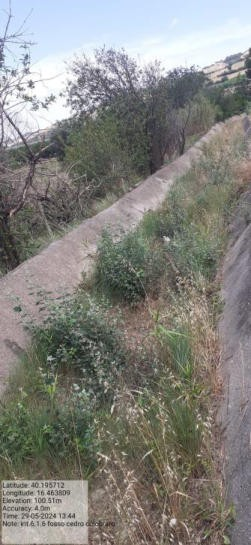 Latitude: 40.195712
Longitude: 16.463809
Elevation: 100.51m
Accuracy: 4.0m
Time: 29-05-2024 13:44
Note: int.6.1.6 fosso cedro colobraro